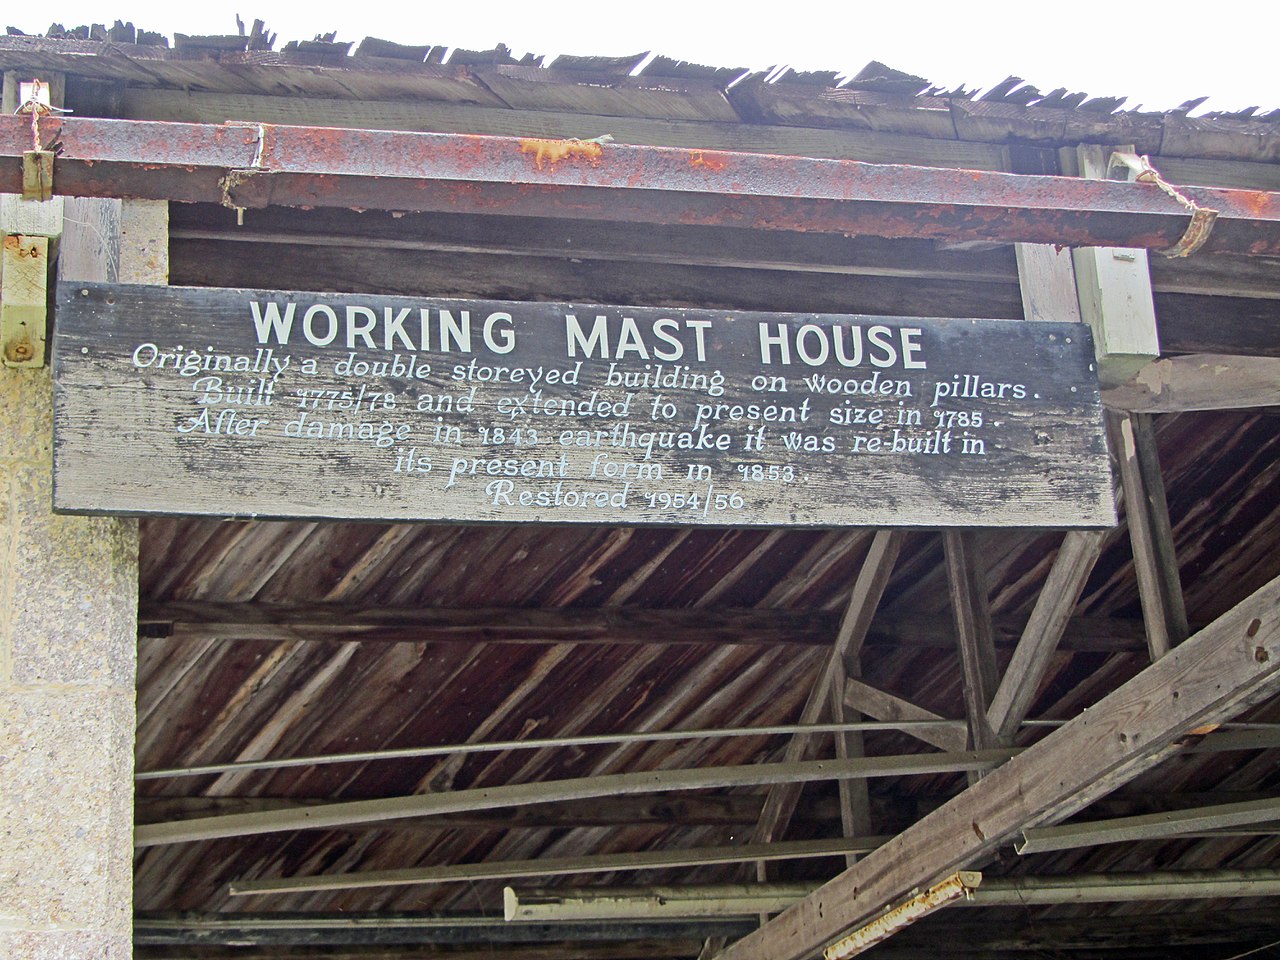 WORKING MAST HOUSE
Originally a double storeyed building on wooden pillars.
Built 1775/78 and extended to present size in 1785.
After damage in 1843 earthquake it was re-built in
its present form in 1853.
Restored 1954/56